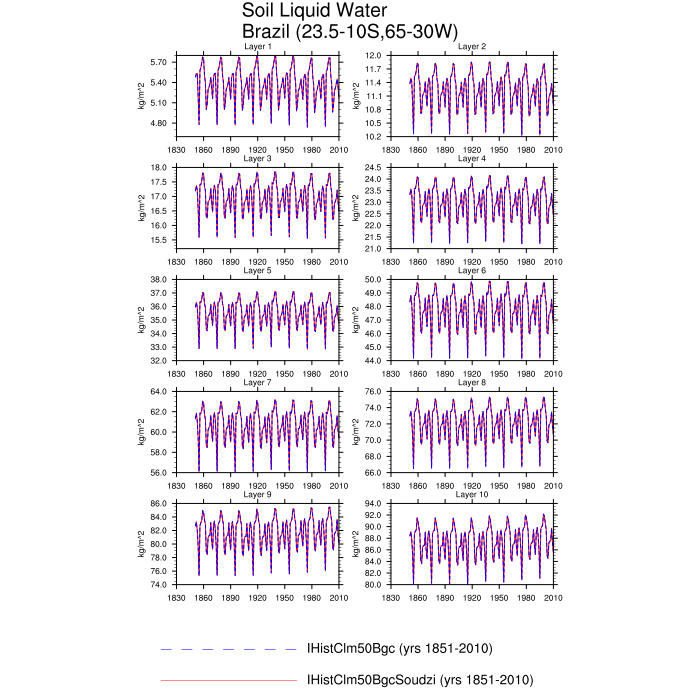 Soil Liquid Water
Brazil (23.5-10S,65-30W)
Layer 1
Layer 2
kg/m^2
5.70
5.40
5.10
4.80
1830 1860 1890 1920 1950 1980 2010
kg/m^2
12.0
11.7
11.4
11.1
10.8
10.5
10.2
1830 1860 1890 1920 1950 1980 2010
Layer 3
Layer 4
kg/m^2
18.0
17.5
17.0
16.5
16.0
15.5
1830 1860 1890 1920 1950 1980 2010
kg/m^2
24.5
24.0
23.5
23.0
22.5
22.0
21.5
21.0
1830 1860 1890 1920 1950 1980 2010
Layer 5
Layer 6
kg/m^2
38.0
37.0
36.0
35.0
34.0
33.0
32.0
1830 1860 1890 1920 1950 1980 2010
kg/m^2
50.0
49.0
48.0
47.0
46.0
45.0
44.0
1830 1860 1890 1920 1950 1980 2010
Layer 7
Layer 8
kg/m^2
64.0
62.0
60.0
58.0
56.0
1830 1860 1890 1920 1950 1980 2010
kg/m^2
76.0
74.0
72.0
70.0
68.0
66.0
1830 1860 1890 1920 1950 1980 2010
Layer 9
Layer 10
kg/m^2
86.0
84.0
82.0
80.0
78.0
76.0
74.0
1830 1860 1890 1920 1950 1980 2010
kg/m^2
94.0
92.0
90.0
88.0
86.0
84.0
82.0
80.0
1830 1860 1890 1920 1950 1980 2010
IHistClm50Bgc (yrs 1851-2010)
IHistClm50BgcSoudzi (yrs 1851-2010)